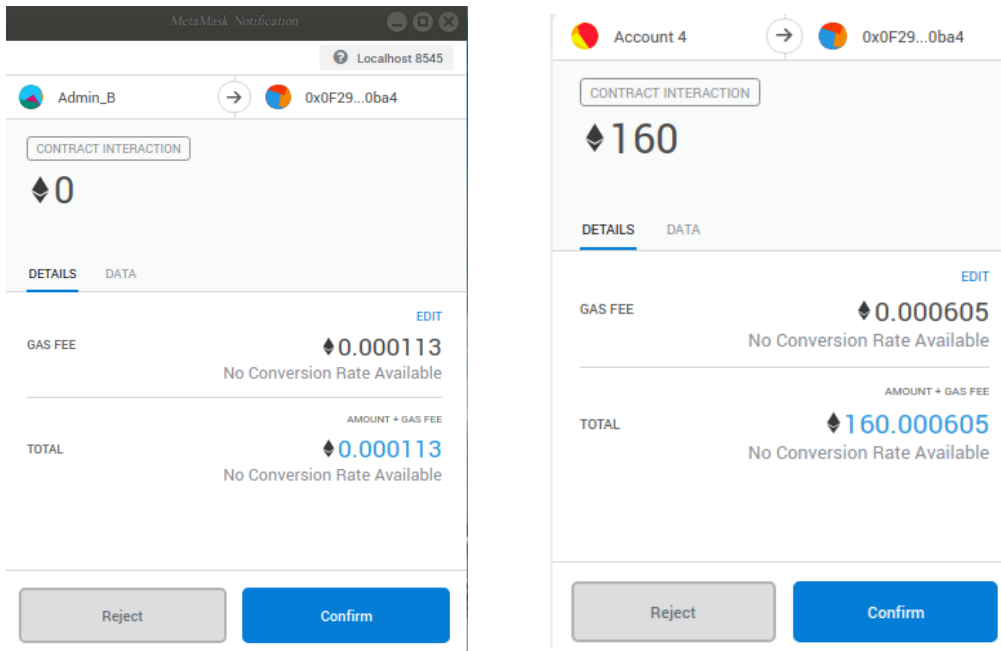 MetaMask Notification
Localhost 8545
Admin_B
0x0F29...0ba4
CONTRACT INTERACTION
0
DETAILS DATA
EDIT
GAS FEE
0.000113
No Conversion Rate Available
AMOUNT + GAS FEE
TOTAL
0.000113
No Conversion Rate Available
Reject
Confirm
Account 4
0x0F29...0ba4
CONTRACT INTERACTION
160
DETAILS DATA
EDIT
GAS FEE
0.000605
No Conversion Rate Available
AMOUNT + GAS FEE
TOTAL
160.000605
No Conversion Rate Available
Reject
Confirm